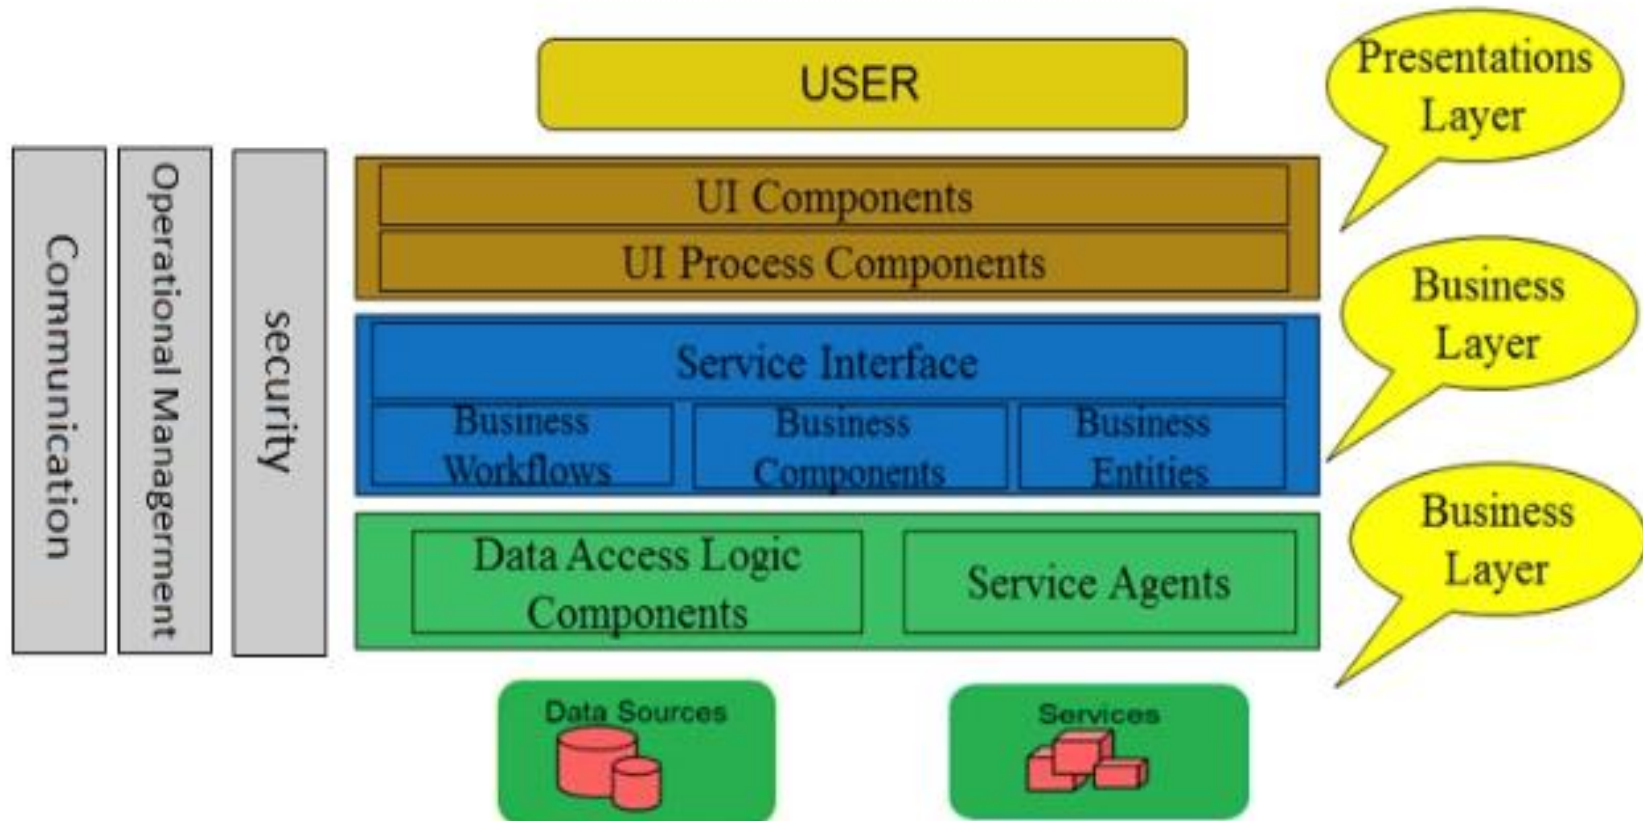 USER
Presentations
Layer
Communication
Operational Managerment
security
UI Components
UI Process Components
Business
Layer
Service Interface
Business
Workflows
Business
Components
Business
Entities
Business
Layer
Data Access Logic
Components
Service Agents
Data Sources
Services